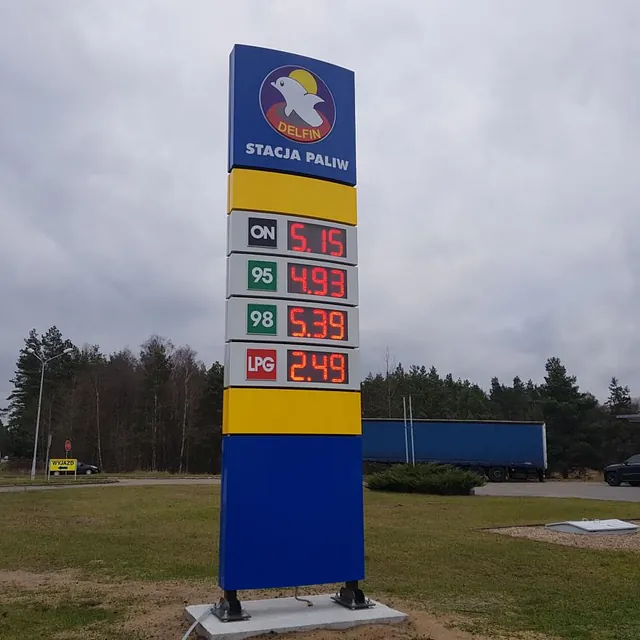 DELFIN
STACJA PALIW
ON 5.15
95 4.93
98 5.39
LPG 2.49
WYJAZD